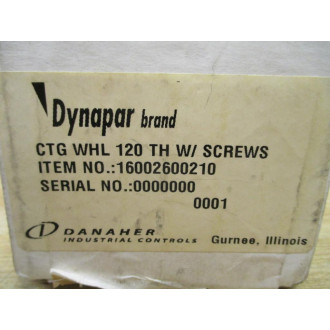 Dynapar brand
CTG WHL 120 TH W/ SCREWS
ITEM NO.:16002600210
SERIAL NO.:0000000
0001
DANAHER
INDUSTRIAL CONTROLS
Gurnee, Illinois